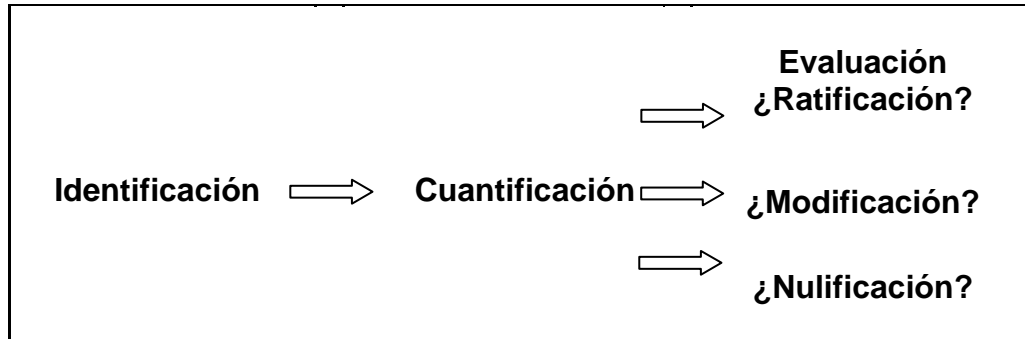 Evaluación
¿Ratificación?
Identificación
Cuantificación
¿Modificación?
¿Nulificación?